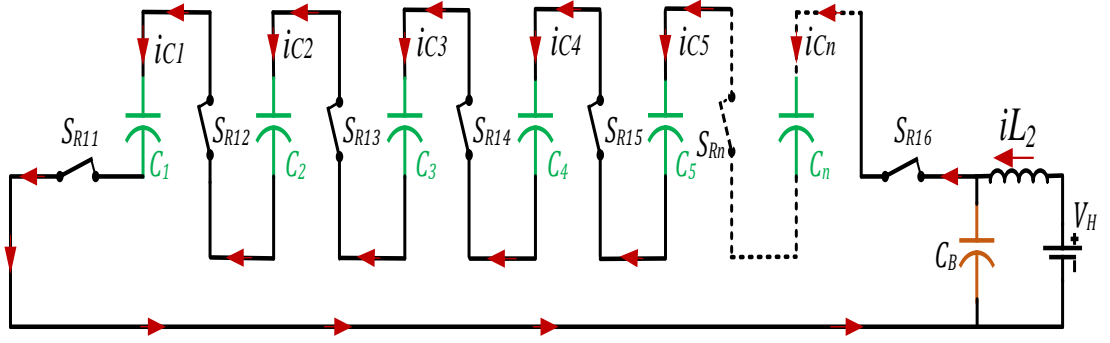 iC1 iC2 iC3 iC4 iC5 iCn
SR11 SR12 SR13 SR14 SR15 SRn SR16 iL2
C1 C2 C3 C4 C5 Cn
CB VH
+
-